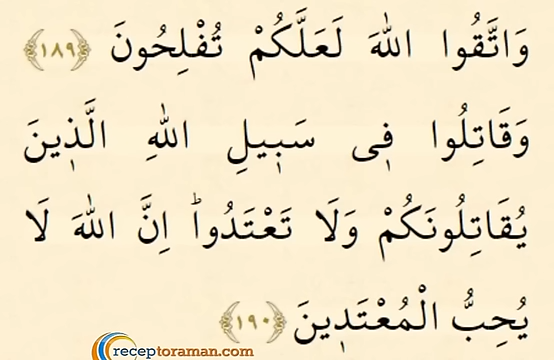 وَاتَّقُوا اللّٰهَ لَعَلَّكُمْ تُفْلِحُونَ ﴿١٨٩﴾
وَقَاتِلُوا فٖى سَبٖيلِ اللّٰهِ الَّذٖينَ
يُقَاتِلُونَكُمْ وَلَا تَعْتَدُواؕ اِنَّ اللّٰهَ لَا
يُحِبُّ الْمُعْتَدٖينَ ﴿١٩٠﴾
receptoraman.com